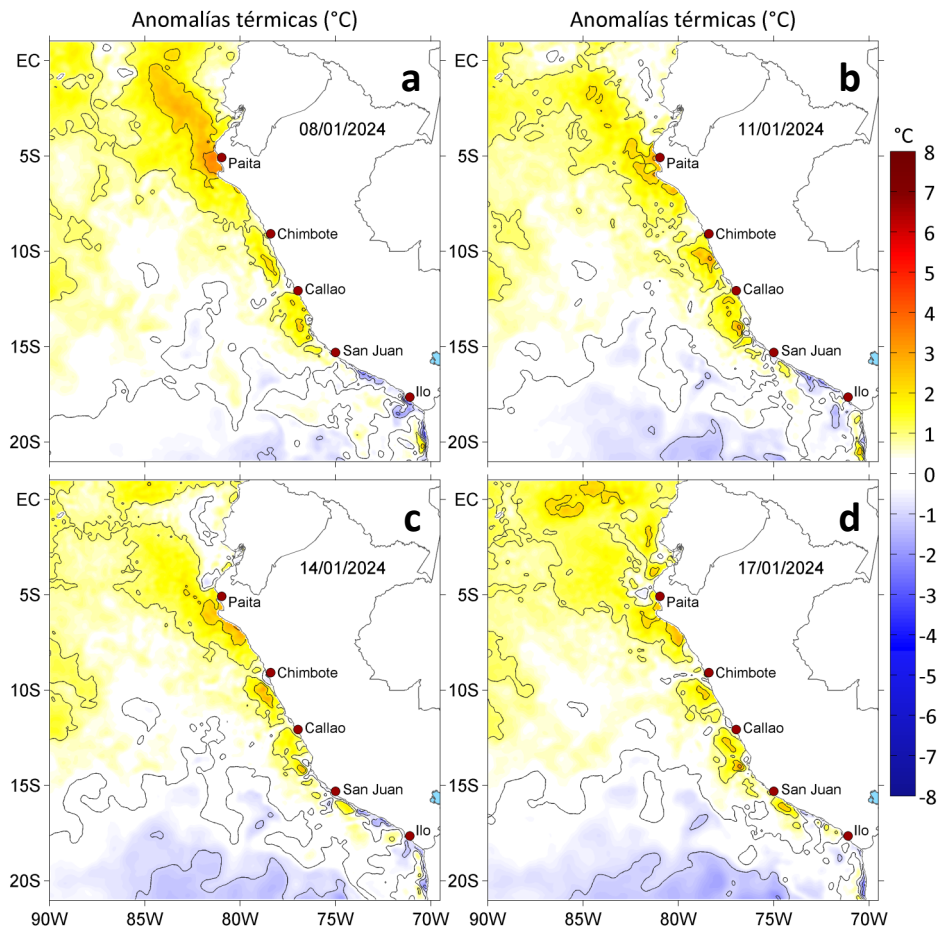 Anomalías térmicas (°C)
Anomalías térmicas (°C)
EC
5S
10S
15S
20S
a
08/01/2024
Paita
Chimbote
Callao
San Juan
Ilo
EC
5S
10S
15S
20S
b
11/01/2024
Paita
Chimbote
Callao
San Juan
Ilo
°C
8
7
6
5
4
3
2
1
0
-1
-2
-3
-4
-5
-6
-7
-8
EC
5S
10S
15S
20S
c
14/01/2024
Paita
Chimbote
Callao
San Juan
Ilo
90W
85W
80W
75W
70W
EC
5S
10S
15S
20S
d
17/01/2024
Paita
Chimbote
Callao
San Juan
Ilo
90W
85W
80W
75W
70W